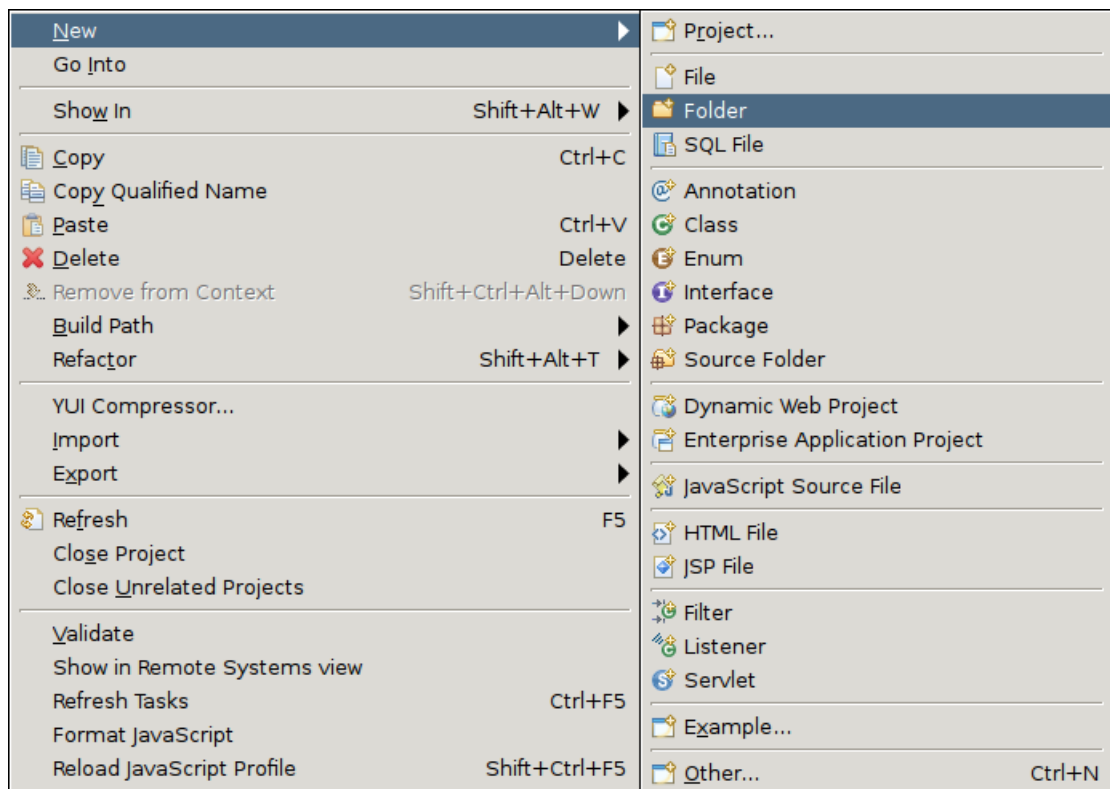 New
Go Into
Show In Shift+Alt+W
Copy Ctrl+C
Copy Qualified Name
Paste Ctrl+V
Delete Delete
Remove from Context Shift+Ctrl+Alt+Down
Build Path
Refactor Shift+Alt+T
YUI Compressor...
Import
Export
Refresh F5
Close Project
Close Unrelated Projects
Validate
Show in Remote Systems view
Refresh Tasks Ctrl+F5
Format JavaScript
Reload JavaScript Profile Shift+Ctrl+F5
Project...
File
Folder
SQL File
Annotation
Class
Enum
Interface
Package
Source Folder
Dynamic Web Project
Enterprise Application Project
JavaScript Source File
HTML File
JSP File
Filter
Listener
Servlet
Example...
Other... Ctrl+N